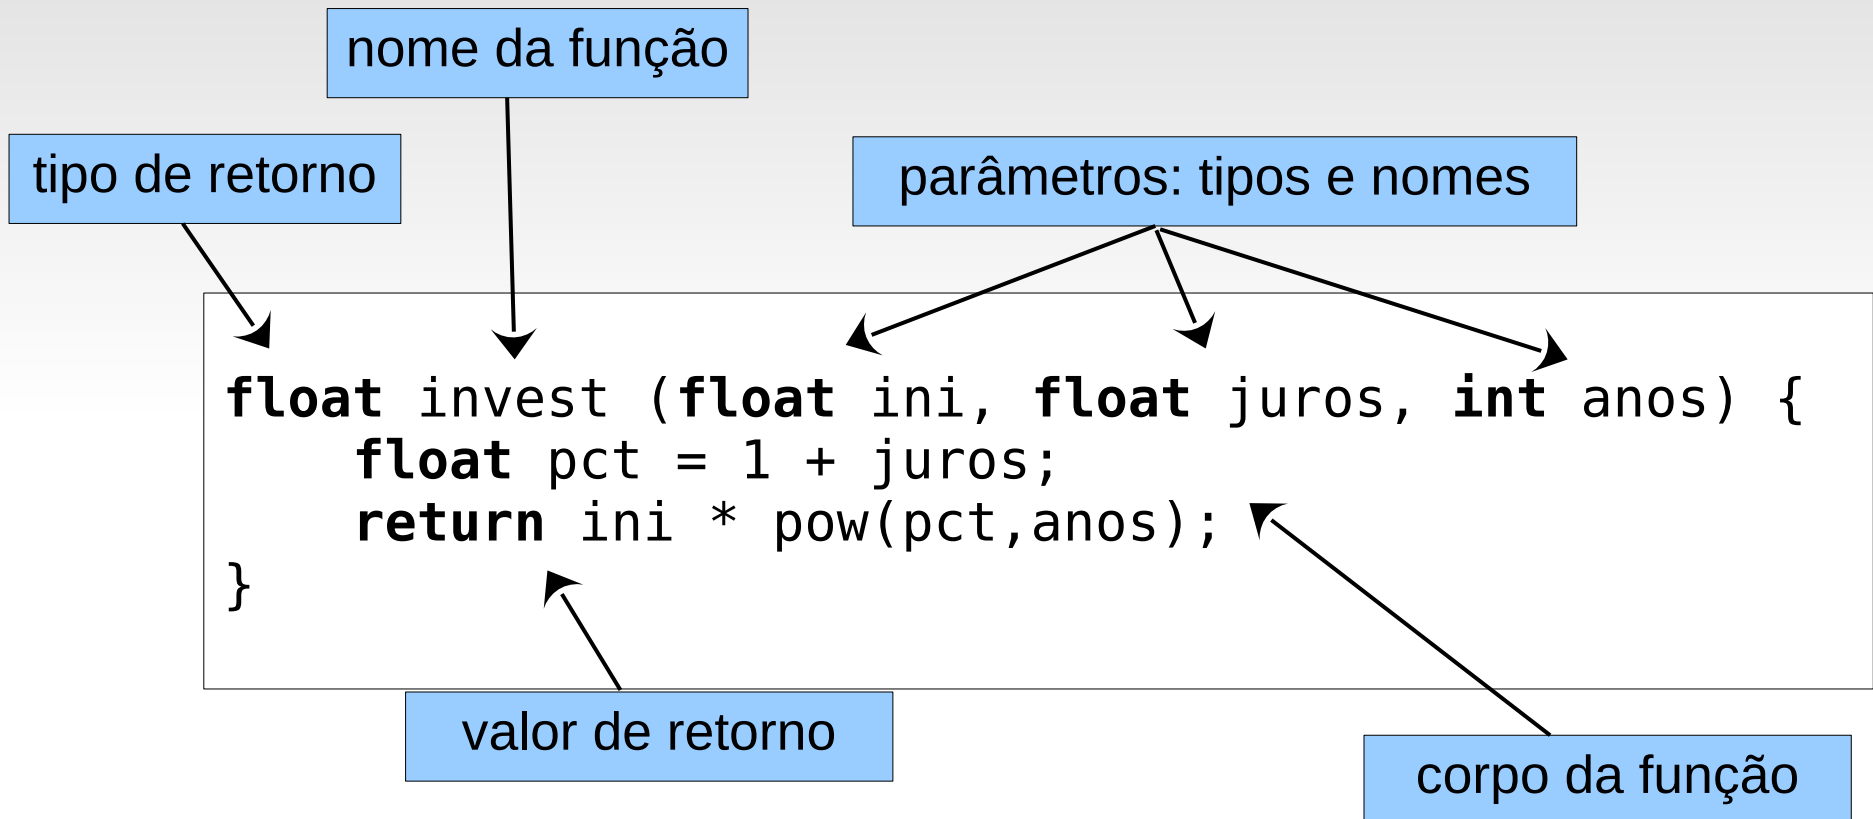 nome da função
tipo de retorno
parâmetros: tipos e nomes
float invest (float ini, float juros, int anos) {
    float pct = 1 + juros;
    return ini * pow(pct,anos);
}
valor de retorno
corpo da função